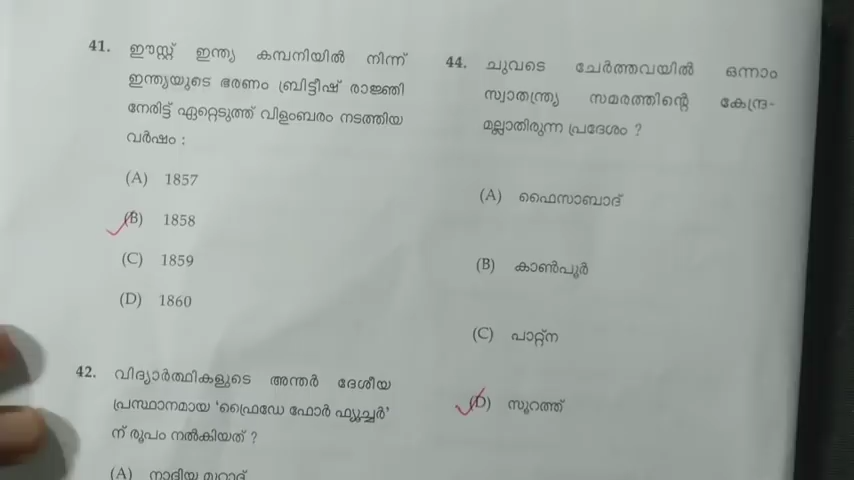 41. ഈസ്റ്റ് ഇന്ത്യ കമ്പനിയിൽ നിന്ന്
ഇന്ത്യയുടെ ഭരണം ബ്രിട്ടീഷ് രാജ്ഞി
നേരിട്ട് ഏറ്റെടുത്ത് വിളംബരം നടത്തിയ
വർഷം :
(A) 1857
(B) 1858
(C) 1859
(D) 1860
42. വിദ്യാർത്ഥികളുടെ അന്തർ ദേശീയ
പ്രസ്ഥാനമായ 'ഫ്രൈഡേ ഫോർ ഫ്യൂച്ചർ'
ന് രൂപം നൽകിയത് ?
(A) നാദിയ മുറാദ്
44. ചുവടെ ചേർത്തവയിൽ ഒന്നാം
സ്വാതന്ത്ര്യ സമരത്തിന്റെ കേന്ദ്ര-
മല്ലാതിരുന്ന പ്രദേശം ?
(A) ഫൈസാബാദ്
(B) കാൺപൂർ
(C) പാറ്റ്ന
(D) സൂറത്ത്